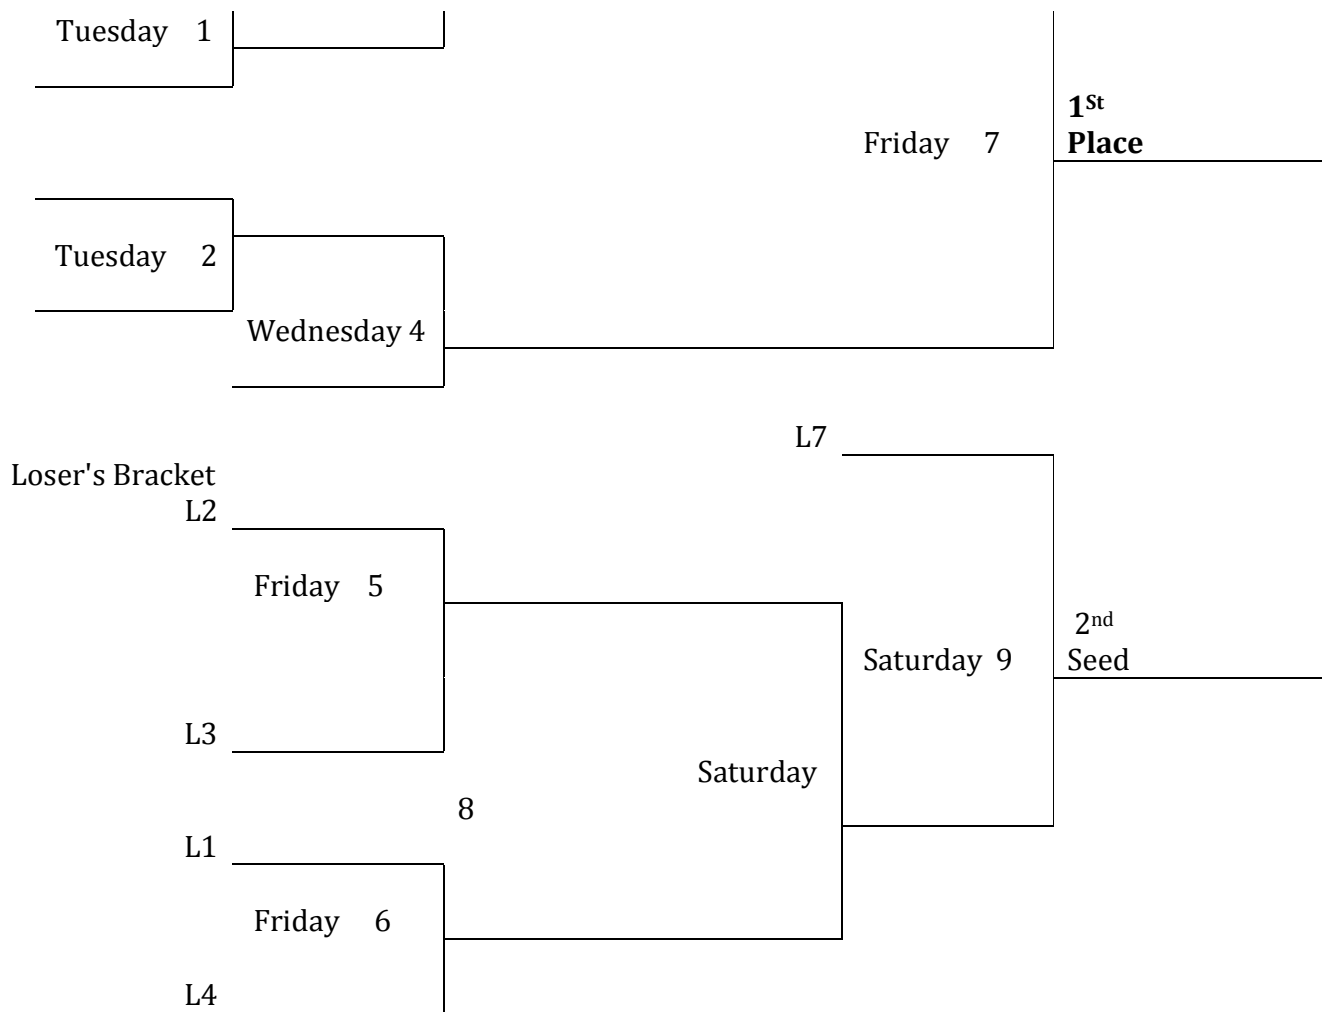 Tuesday 1
1St
Place
Friday 7
Tuesday 2
Wednesday 4
L7
Loser's Bracket
L2
Friday 5
2nd
Seed
Saturday 9
L3
Saturday
8
L1
Friday 6
L4